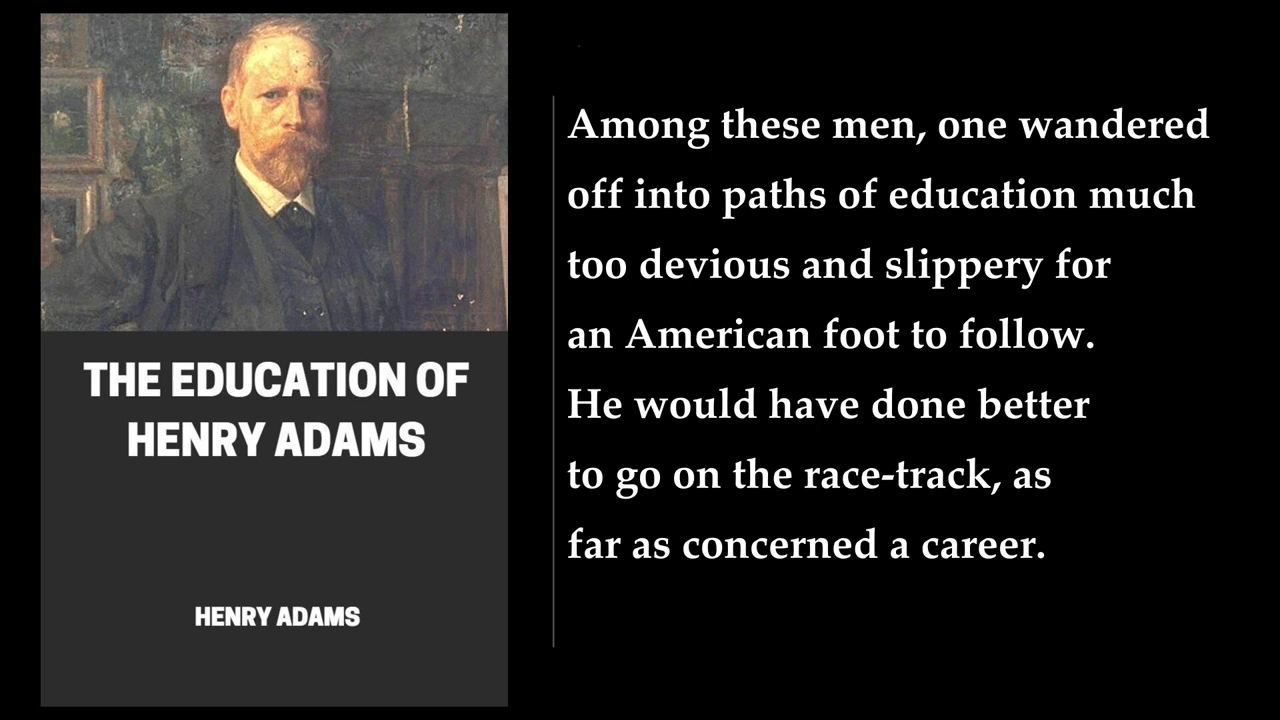 THE EDUCATION OF
HENRY ADAMS
HENRY ADAMS
Among these men, one wandered
off into paths of education much
too devious and slippery for
an American foot to follow.
He would have done better
to go on the race-track, as
far as concerned a career.